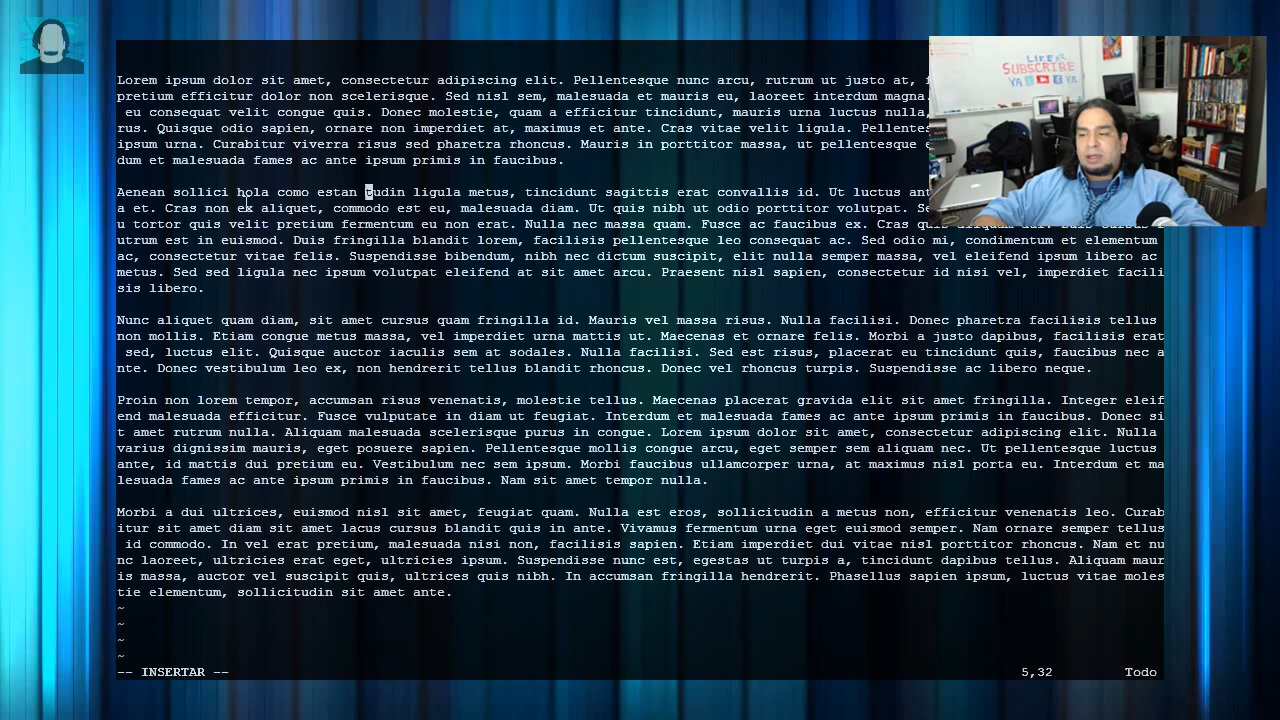 LIKE
SUBSCRIBE
YA YA
Lorem ipsum dolor sit amet, consectetur adipiscing elit. Pellentesque nunc arcu, rutrum ut justo at,
pretium efficitur dolor non scelerisque. Sed nisl sem, malesuada et mauris eu, laoreet interdum magna.
eu consequat velit congue quis. Donec molestie, quam a efficitur tincidunt, mauris urna luctus nulla,
rus. Quisque odio sapien, ornare non imperdiet at, maximus et ante. Cras vitae velit ligula. Pellentes
ipsum urna. Curabitur viverra risus sed pharetra rhoncus. Mauris in porttitor massa, ut pellentesque
dum et malesuada fames ac ante ipsum primis in faucibus.
Aenean sollici hola como estan tudin ligula metus, tincidunt sagittis erat convallis id. Ut luctus ant
a et. Cras non ex aliquet, commodo est eu, malesuada diam. Ut quis nibh ut odio porttitor volutpat. Se
u tortor quis velit pretium fermentum eu non erat. Nulla nec massa quam. Fusce ac faucibus ex. Cras quis
utrum est in euismod. Duis fringilla blandit lorem, facilisis pellentesque leo consequat ac. Sed odio mi, condimentum et elementum
ac, consectetur vitae felis. Suspendisse bibendum, nibh nec dictum suscipit, elit nulla semper massa, vel eleifend ipsum libero ac
metus. Sed sed ligula nec ipsum volutpat eleifend at sit amet arcu. Praesent nisl sapien, consectetur id nisi vel, imperdiet facili
sis libero.
Nunc aliquet quam diam, sit amet cursus quam fringilla id. Mauris vel massa risus. Nulla facilisi. Donec pharetra facilisis tellus
non mollis. Etiam congue metus massa, vel imperdiet urna mattis ut. Maecenas et ornare felis. Morbi a justo dapibus, facilisis erat
sed, luctus elit. Quisque auctor iaculis sem at sodales. Nulla facilisi. Sed est risus, placerat eu tincidunt quis, faucibus nec a
nte. Donec vestibulum leo ex, non hendrerit tellus blandit rhoncus. Donec vel rhoncus turpis. Suspendisse ac libero neque.
Proin non lorem tempor, accumsan risus venenatis, molestie tellus. Maecenas placerat gravida elit sit amet fringilla. Integer eleif
end malesuada efficitur. Fusce vulputate in diam ut feugiat. Interdum et malesuada fames ac ante ipsum primis in faucibus. Donec si
t amet rutrum nulla. Aliquam malesuada scelerisque purus in congue. Lorem ipsum dolor sit amet, consectetur adipiscing elit. Nulla
varius dignissim mauris, eget posuere sapien. Pellentesque mollis congue arcu, eget semper sem aliquam nec. Ut pellentesque luctus
ante, id mattis dui pretium eu. Vestibulum nec sem ipsum. Morbi faucibus ullamcorper urna, at maximus nisl porta eu. Interdum et ma
lesuada fames ac ante ipsum primis in faucibus. Nam sit amet tempor nulla.
Morbi a dui ultrices, euismod nisl sit amet, feugiat quam. Nulla est eros, sollicitudin a metus non, efficitur venenatis leo. Curab
itur sit amet diam sit amet lacus cursus blandit quis in ante. Vivamus fermentum urna eget euismod semper. Nam ornare semper tellus
id commodo. In vel erat pretium, malesuada nisi non, facilisis sapien. Etiam imperdiet dui vitae nisl porttitor rhoncus. Nam et nu
nc laoreet, ultricies erat eget, ultricies ipsum. Suspendisse nunc est, egestas ut turpis a, tincidunt dapibus tellus. Aliquam maur
is massa, auctor vel suscipit quis, ultrices quis nibh. In accumsan fringilla hendrerit. Phasellus sapien ipsum, luctus vitae moles
tie elementum, sollicitudin sit amet ante.
~
~
~
~
-- INSERTAR -- 5,32 Todo